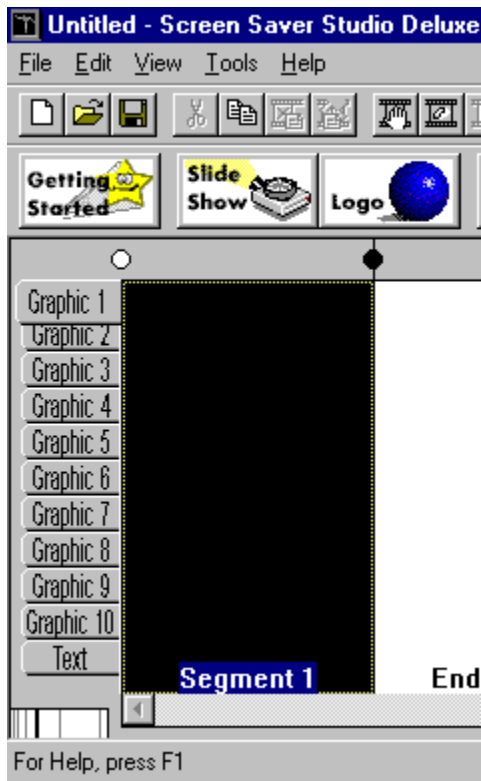 Untitled - Screen Saver Studio Deluxe
File Edit View Tools Help
Getting Started
Slide Show
Logo
Graphic 1
Graphic 2
Graphic 3
Graphic 4
Graphic 5
Graphic 6
Graphic 7
Graphic 8
Graphic 9
Graphic 10
Text
Segment 1 End
For Help, press F1